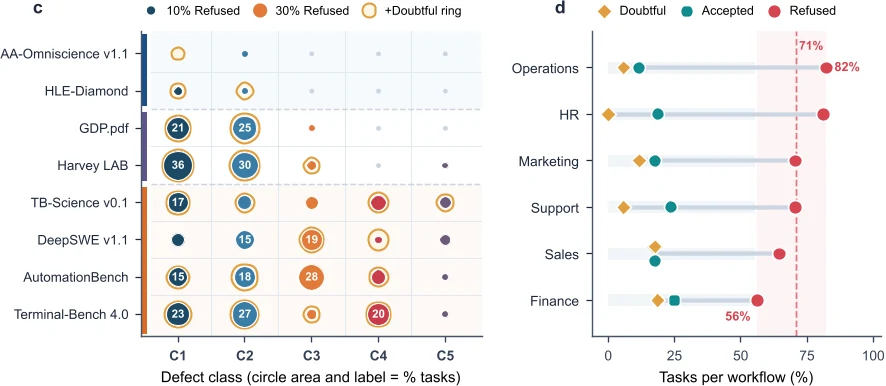 c
10% Refused 30% Refused +Doubtful ring
AA-Omniscience v1.1
HLE-Diamond
GDP.pdf 21 25
Harvey LAB 36 30
TB-Science v0.1 17
DeepSWE v1.1 15 19
AutomationBench 15 18 28
Terminal-Bench 4.0 23 27 20
C1 C2 C3 C4 C5
Defect class (circle area and label = % tasks)
d
Doubtful Accepted Refused
71%
Operations 82%
HR
Marketing
Support
Sales
Finance
56%
0 25 50 75 100
Tasks per workflow (%)